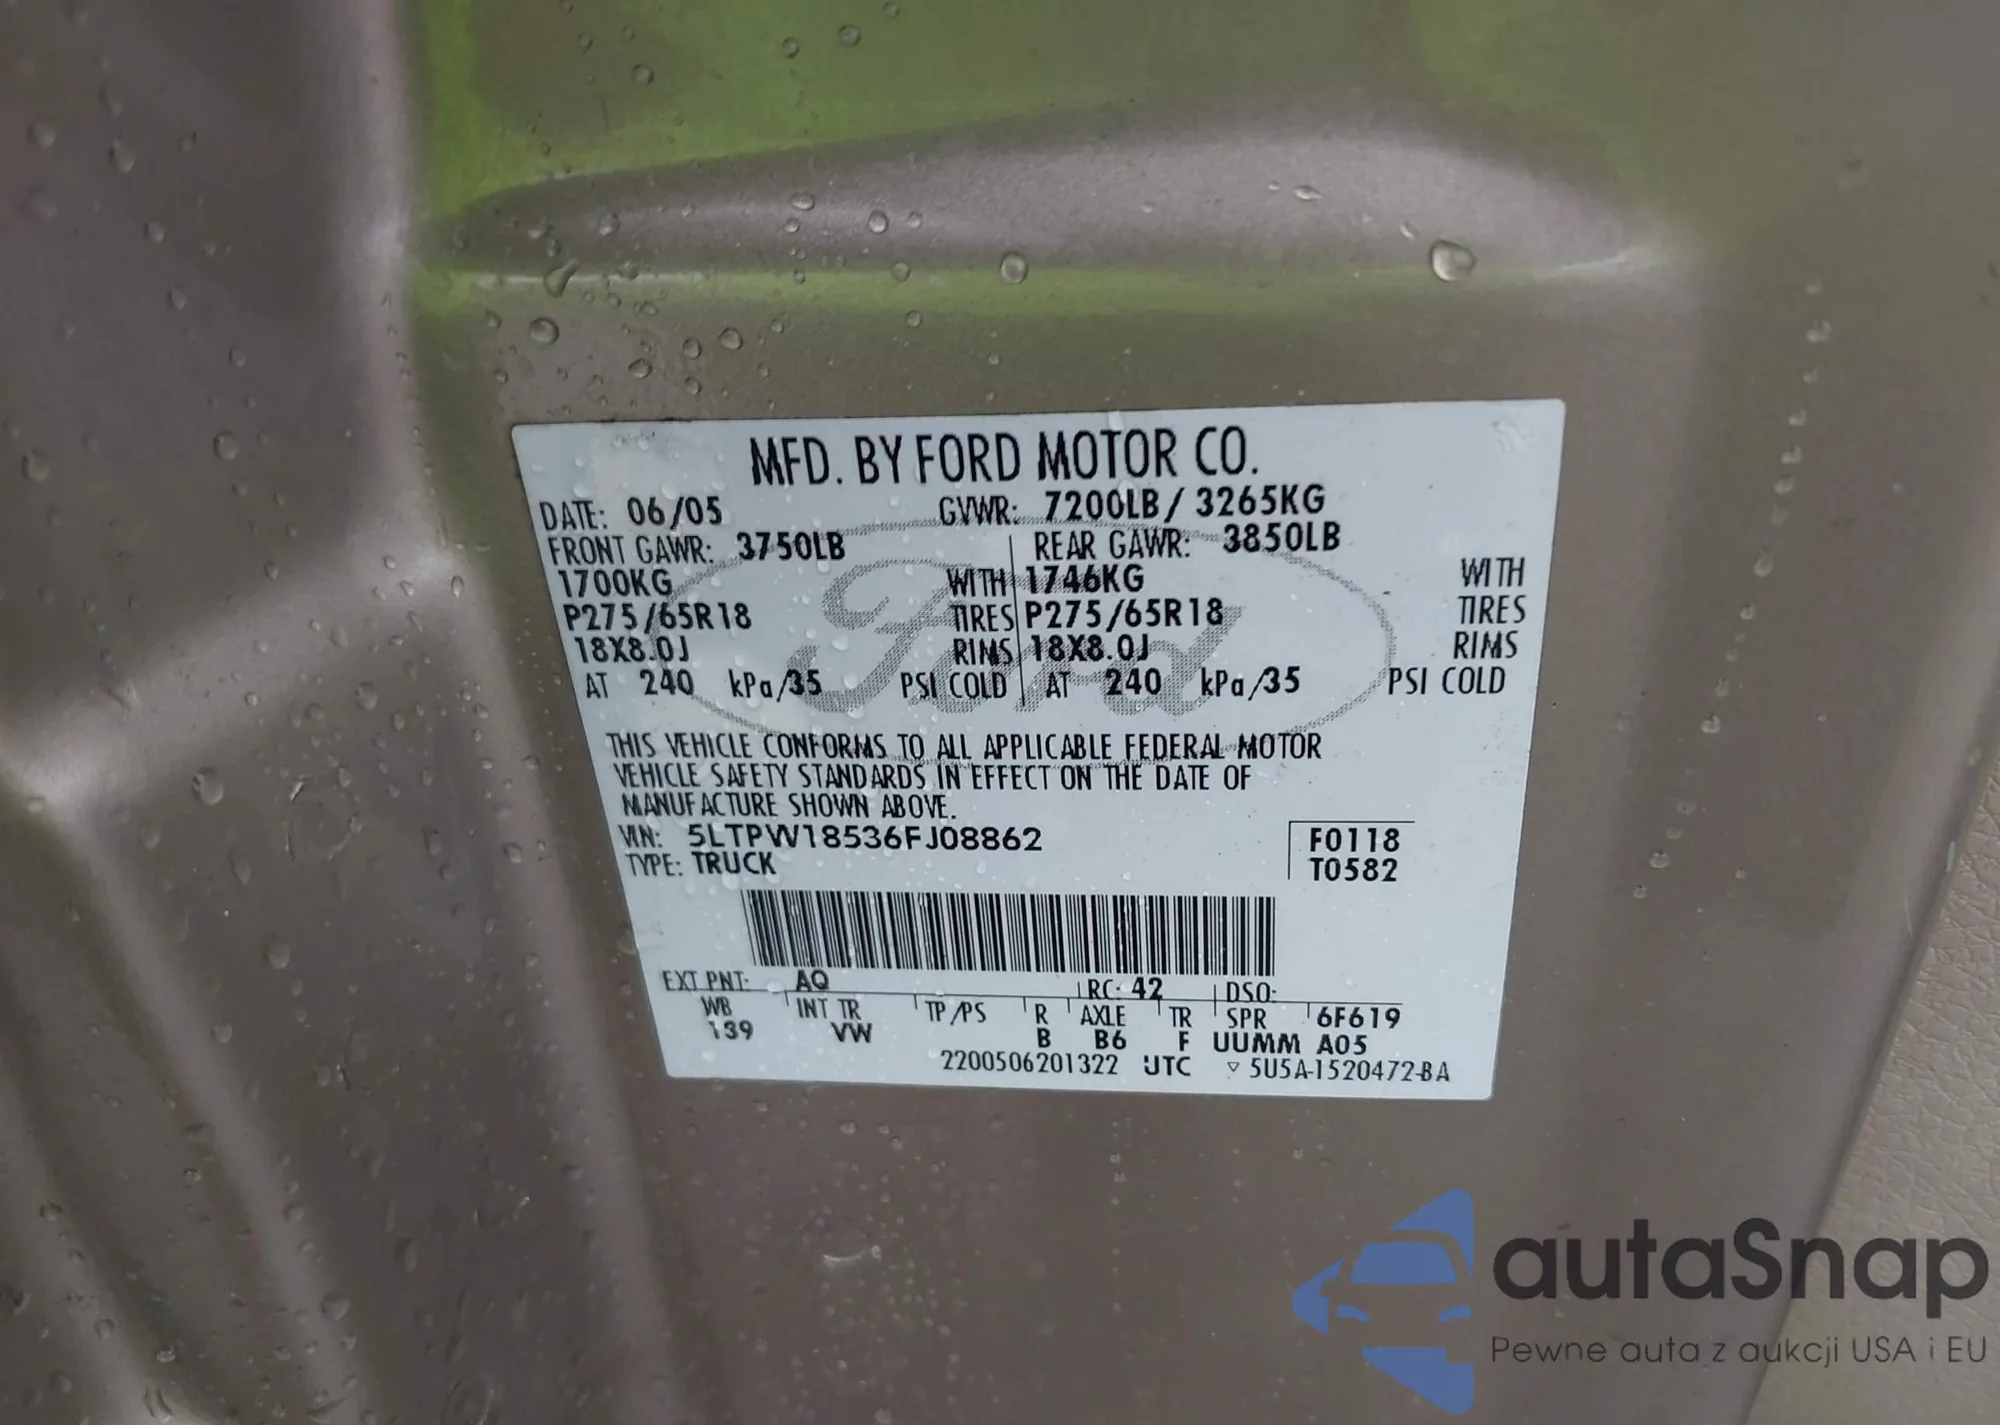 MFD. BY FORD MOTOR CO.
DATE: 06/05 GVWR: 7200LB / 3265KG
FRONT GAWR: 3750LB REAR GAWR: 3850LB
1700KG WITH 1746KG WITH
P275/65R18 TIRES P275/65R18 TIRES
18X8.0J RIMS 18X8.0J RIMS
AT 240 kPa/35 PSI COLD AT 240 kPa/35 PSI COLD
Ford
THIS VEHICLE CONFORMS TO ALL APPLICABLE FEDERAL MOTOR
VEHICLE SAFETY STANDARDS IN EFFECT ON THE DATE OF
MANUFACTURE SHOWN ABOVE.
VIN: 5LTPW18536FJ08862 F0118
TYPE: TRUCK T0582
EXT PNT: AQ RC: 42 DSO:
WB INT TR TP/PS R AXLE TR SPR 6F619
139 VW B B6 F UUMM A05
2200506201322 UTC ▽ 5U5A-1520472-BA
autaSnap
Pewne auta z aukcji USA i EU